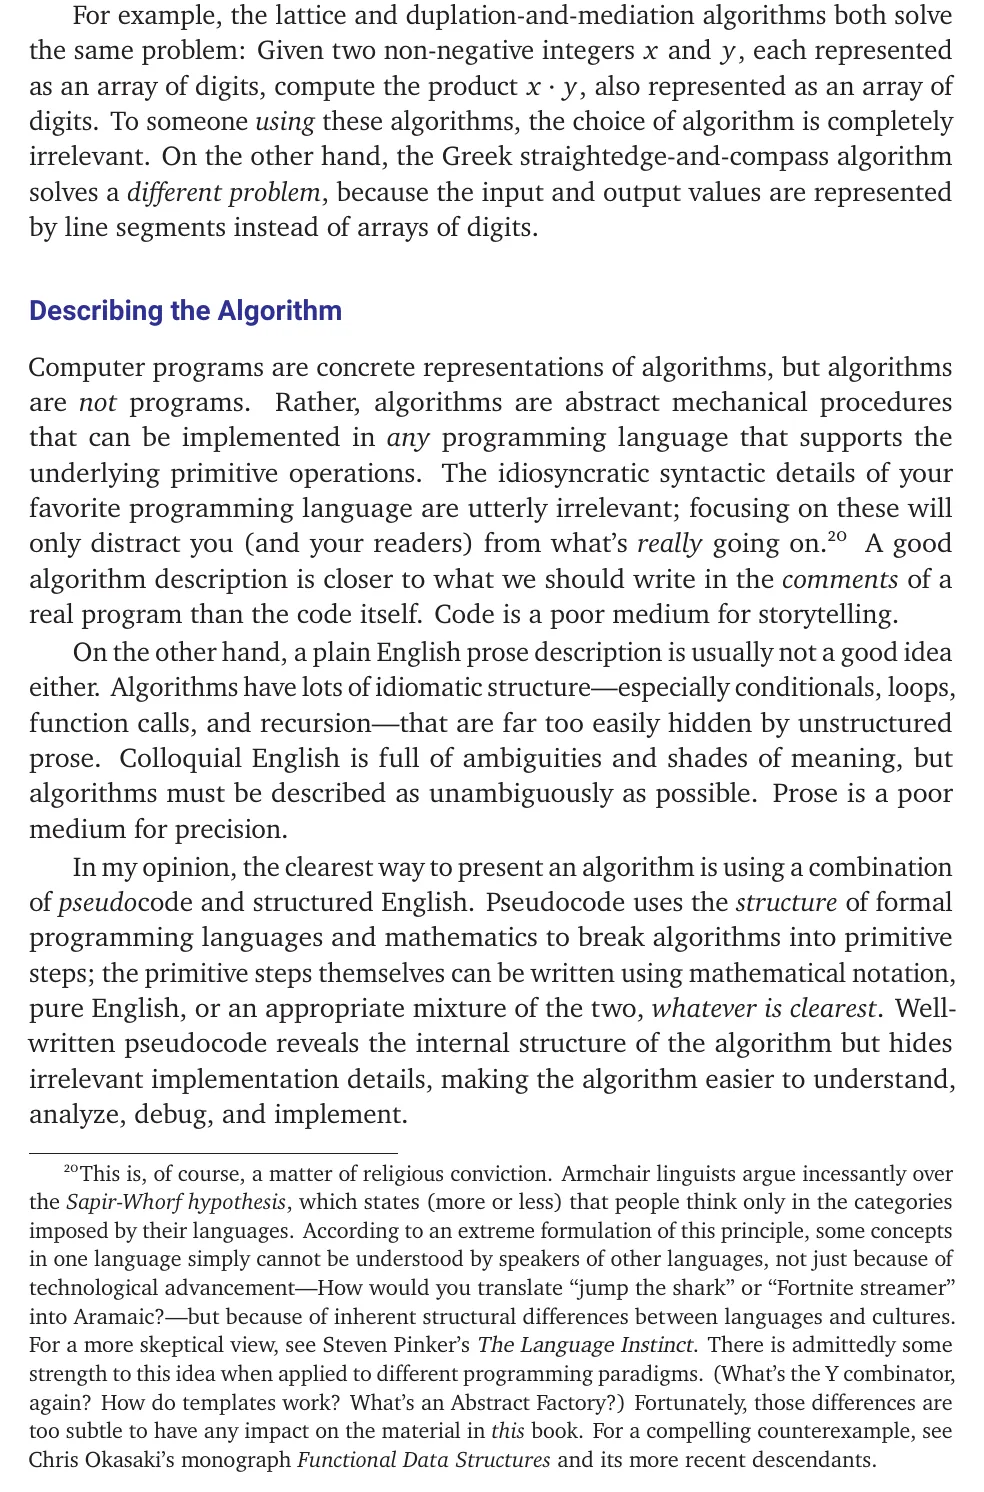 For example, the lattice and duplation-and-mediation algorithms both solve
the same problem: Given two non-negative integers x and y, each represented
as an array of digits, compute the product x · y, also represented as an array of
digits. To someone using these algorithms, the choice of algorithm is completely
irrelevant. On the other hand, the Greek straightedge-and-compass algorithm
solves a different problem, because the input and output values are represented
by line segments instead of arrays of digits.
Describing the Algorithm
Computer programs are concrete representations of algorithms, but algorithms
are not programs. Rather, algorithms are abstract mechanical procedures
that can be implemented in any programming language that supports the
underlying primitive operations. The idiosyncratic syntactic details of your
favorite programming language are utterly irrelevant; focusing on these will
only distract you (and your readers) from what’s really going on.²⁰ A good
algorithm description is closer to what we should write in the comments of a
real program than the code itself. Code is a poor medium for storytelling.
On the other hand, a plain English prose description is usually not a good idea
either. Algorithms have lots of idiomatic structure—especially conditionals, loops,
function calls, and recursion—that are far too easily hidden by unstructured
prose. Colloquial English is full of ambiguities and shades of meaning, but
algorithms must be described as unambiguously as possible. Prose is a poor
medium for precision.
In my opinion, the clearest way to present an algorithm is using a combination
of pseudocode and structured English. Pseudocode uses the structure of formal
programming languages and mathematics to break algorithms into primitive
steps; the primitive steps themselves can be written using mathematical notation,
pure English, or an appropriate mixture of the two, whatever is clearest. Well-
written pseudocode reveals the internal structure of the algorithm but hides
irrelevant implementation details, making the algorithm easier to understand,
analyze, debug, and implement.
²⁰This is, of course, a matter of religious conviction. Armchair linguists argue incessantly over
the Sapir-Whorf hypothesis, which states (more or less) that people think only in the categories
imposed by their languages. According to an extreme formulation of this principle, some concepts
in one language simply cannot be understood by speakers of other languages, not just because of
technological advancement—How would you translate “jump the shark” or “Fortnite streamer”
into Aramaic?—but because of inherent structural differences between languages and cultures.
For a more skeptical view, see Steven Pinker’s The Language Instinct. There is admittedly some
strength to this idea when applied to different programming paradigms. (What’s the Y combinator,
again? How do templates work? What’s an Abstract Factory?) Fortunately, those differences are
too subtle to have any impact on the material in this book. For a compelling counterexample, see
Chris Okasaki’s monograph Functional Data Structures and its more recent descendants.